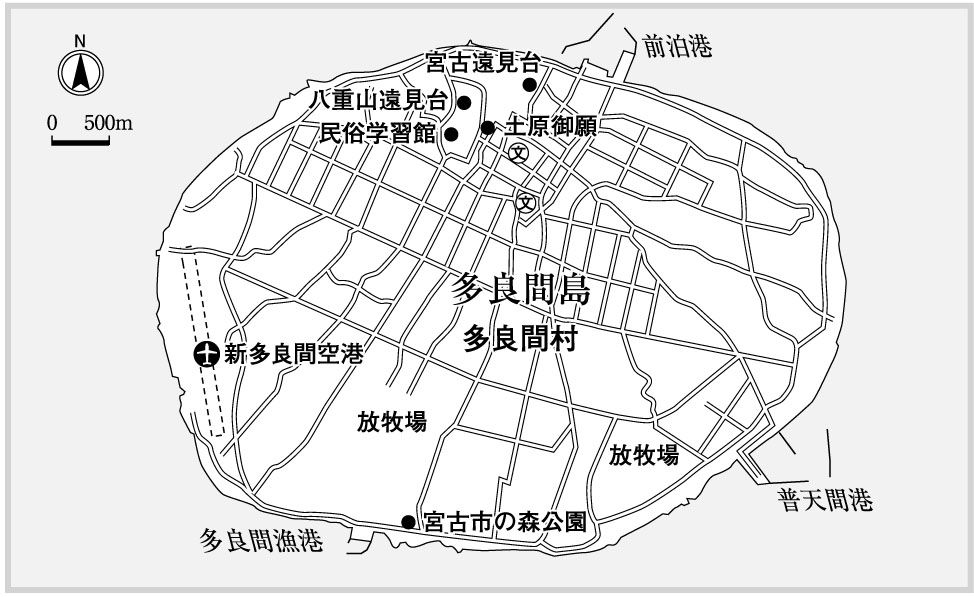 N
0 500m
前泊港
宮古遠見台
八重山遠見台
民俗学習館
土原御願
文
文
多良間島
多良間村
新多良間空港
放牧場
放牧場
普天間港
宮古市の森公園
多良間漁港